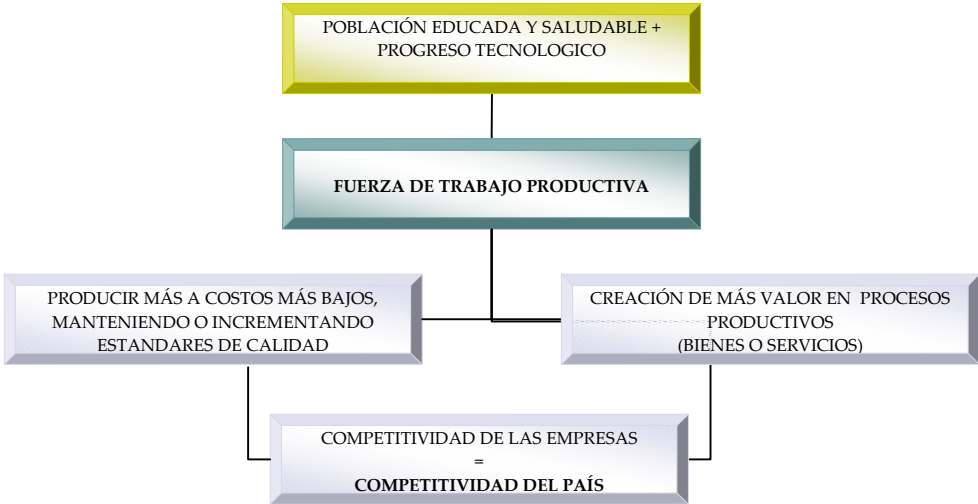 POBLACIÓN EDUCADA Y SALUDABLE +
PROGRESO TECNOLOGICO
FUERZA DE TRABAJO PRODUCTIVA
PRODUCIR MÁS A COSTOS MÁS BAJOS,
MANTENIENDO O INCREMENTANDO
ESTANDARES DE CALIDAD
CREACIÓN DE MÁS VALOR EN PROCESOS
PRODUCTIVOS
(BIENES O SERVICIOS)
COMPETITIVIDAD DE LAS EMPRESAS
=
COMPETITIVIDAD DEL PAÍS